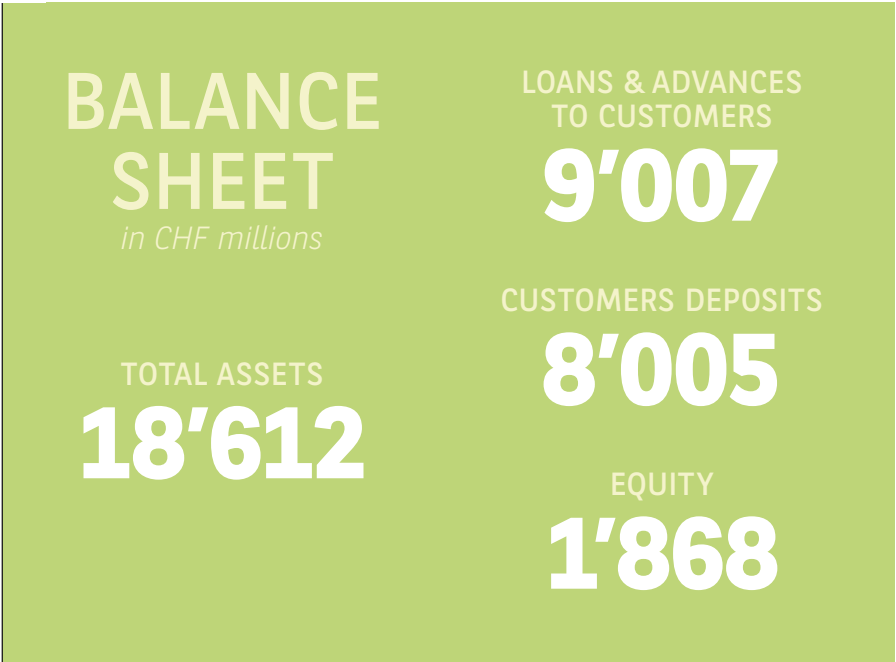 BALANCE
SHEET
in CHF millions
TOTAL ASSETS
18’612
LOANS & ADVANCES
TO CUSTOMERS
9’007
CUSTOMERS DEPOSITS
8’005
EQUITY
1’868